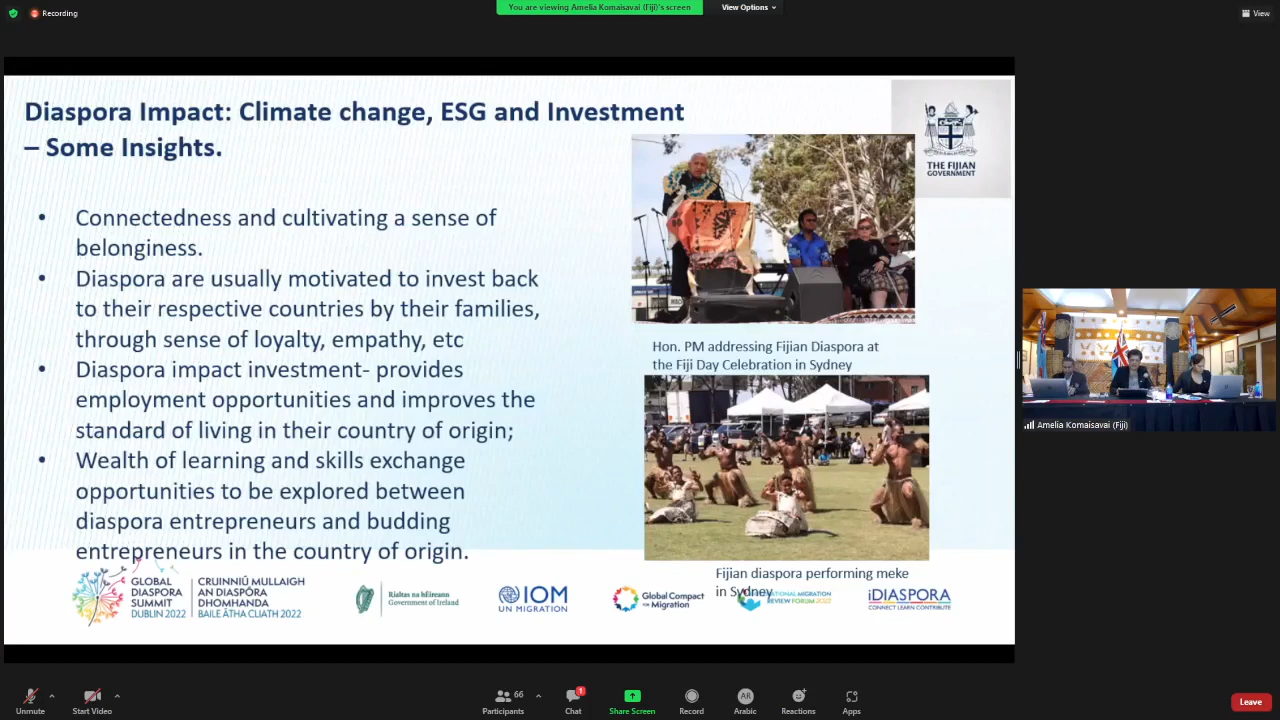 Recording
You are viewing Amelia Komaisavai (Fiji)'s screen
View Options
View
Diaspora Impact: Climate change, ESG and Investment
– Some Insights.
THE FIJIAN
GOVERNMENT
• Connectedness and cultivating a sense of
belonginess.
• Diaspora are usually motivated to invest back
to their respective countries by their families,
through sense of loyalty, empathy, etc
• Diaspora impact investment- provides
employment opportunities and improves the
standard of living in their country of origin;
• Wealth of learning and skills exchange
opportunities to be explored between
diaspora entrepreneurs and budding
entrepreneurs in the country of origin.
Hon. PM addressing Fijian Diaspora at
the Fiji Day Celebration in Sydney
Fijian diaspora performing meke
in Sydney
GLOBAL
DIASPORA
SUMMIT
DUBLIN 2022
CRUINNIÚ MULLAIGH
AN DIASPÓRA
DHOMHANDA
BAILE ÁTHA CLIATH 2022
Rialtas na hÉireann
Government of Ireland
IOM
UN MIGRATION
Global Compact
for Migration
REVIEW FORUM 2022
iDIASPORA
CONNECT LEARN CONTRIBUTE
Amelia Komaisavai (Fiji)
Unmute
Start Video
66
Participants
1
Chat
Share Screen
Record
AR
Arabic
Reactions
Apps
Leave